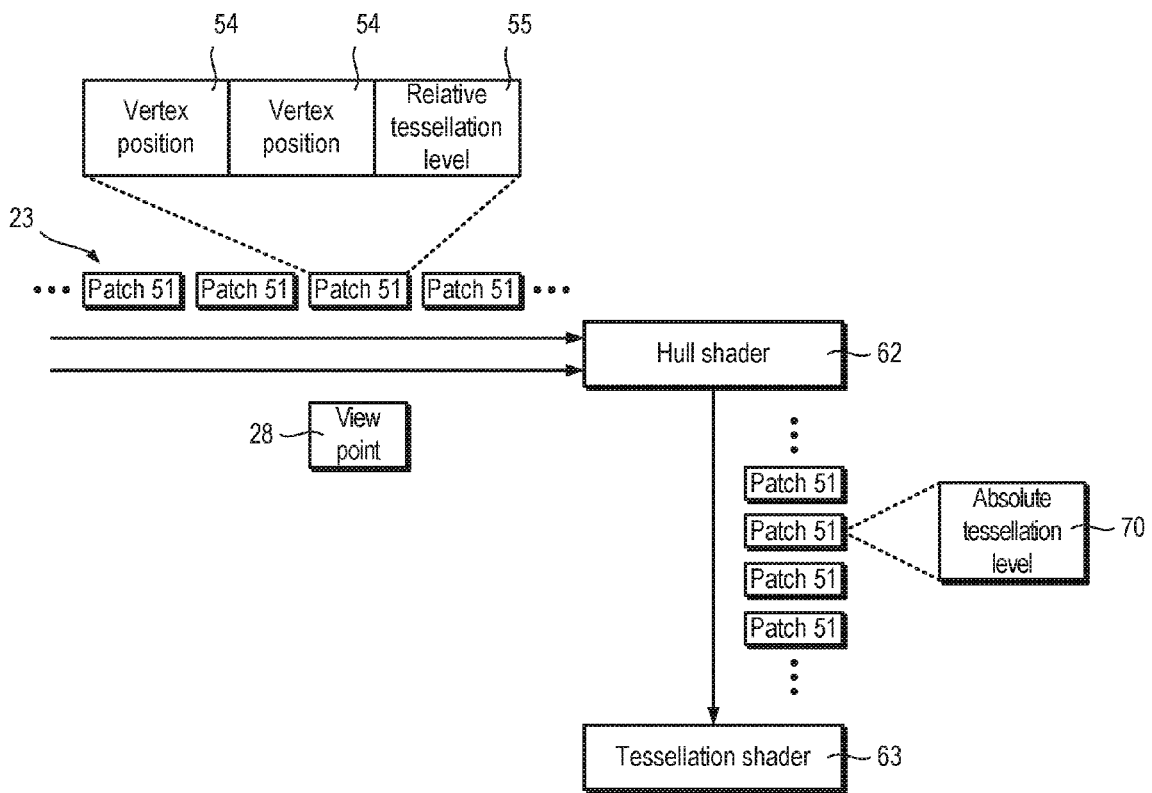 54
54
55
Vertex
position
Vertex
position
Relative
tessellation
level
23
Patch 51
Patch 51
Patch 51
Patch 51
Hull shader
62
28
View
point
Patch 51
Patch 51
Patch 51
Patch 51
Absolute
tessellation
level
70
Tessellation shader
63